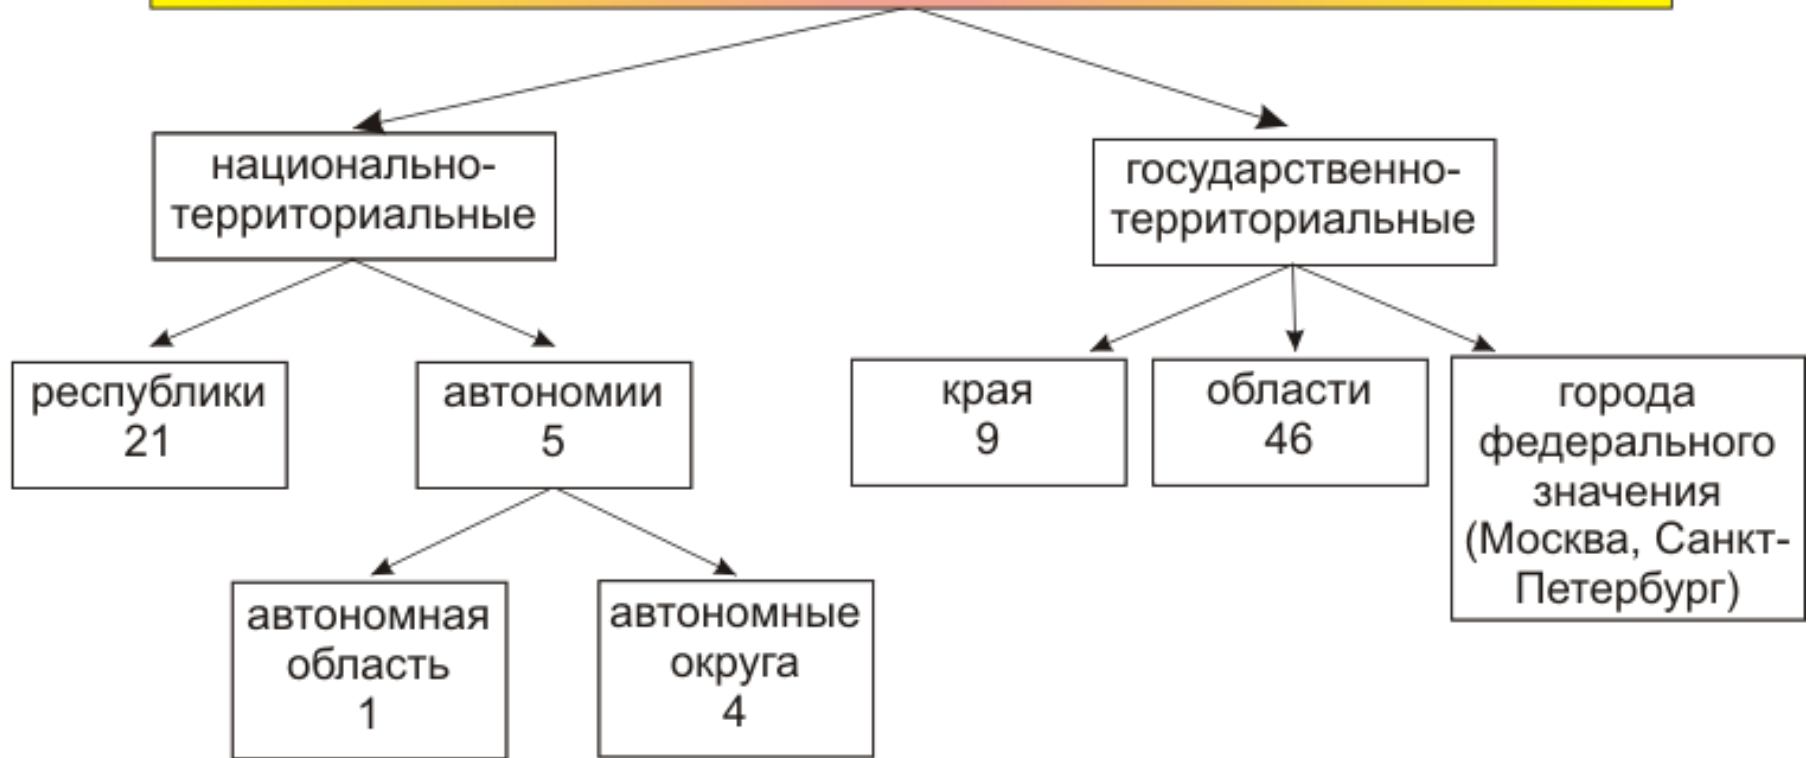 национально-
территориальные
государственно-
территориальные
республики
21
автономии
5
края
9
области
46
города
федерального
значения
(Москва, Санкт-
Петербург)
автономная
область
1
автономные
округа
4